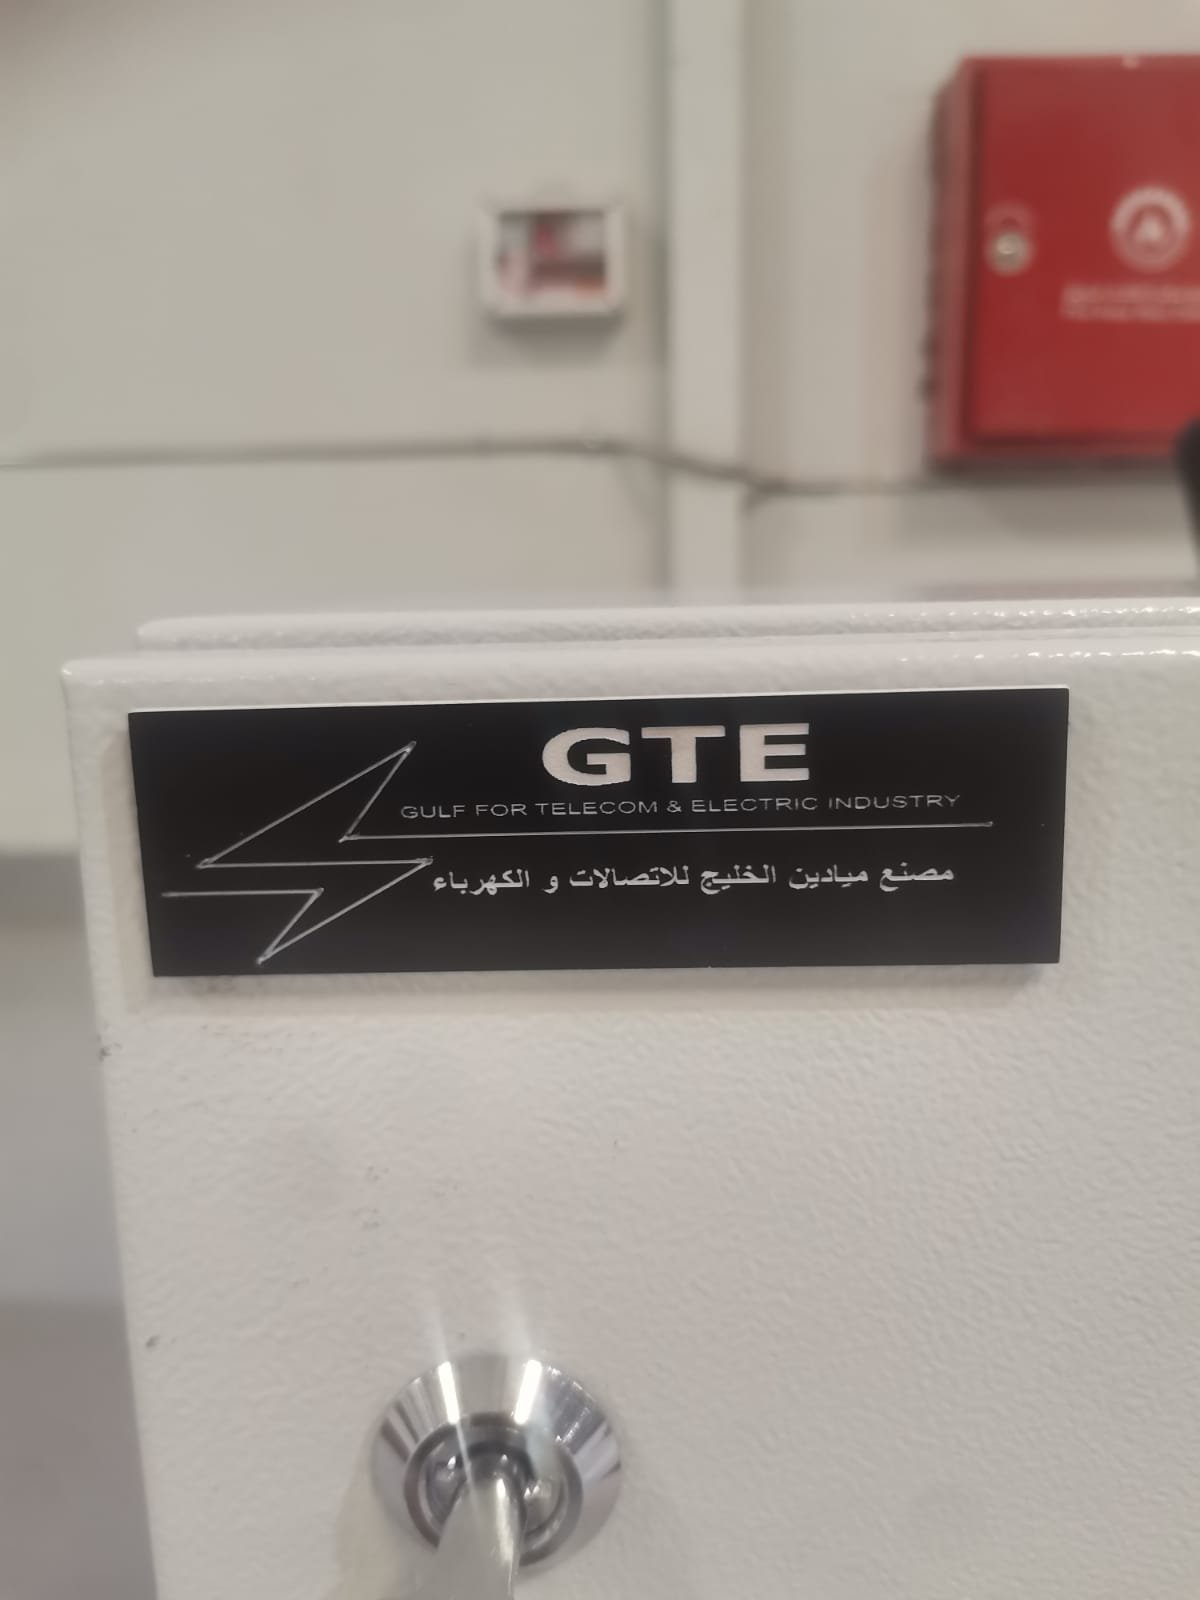 GTE
GULF FOR TELECOM & ELECTRIC INDUSTRY
مصنع ميادين الخليج للاتصالات و الكهرباء